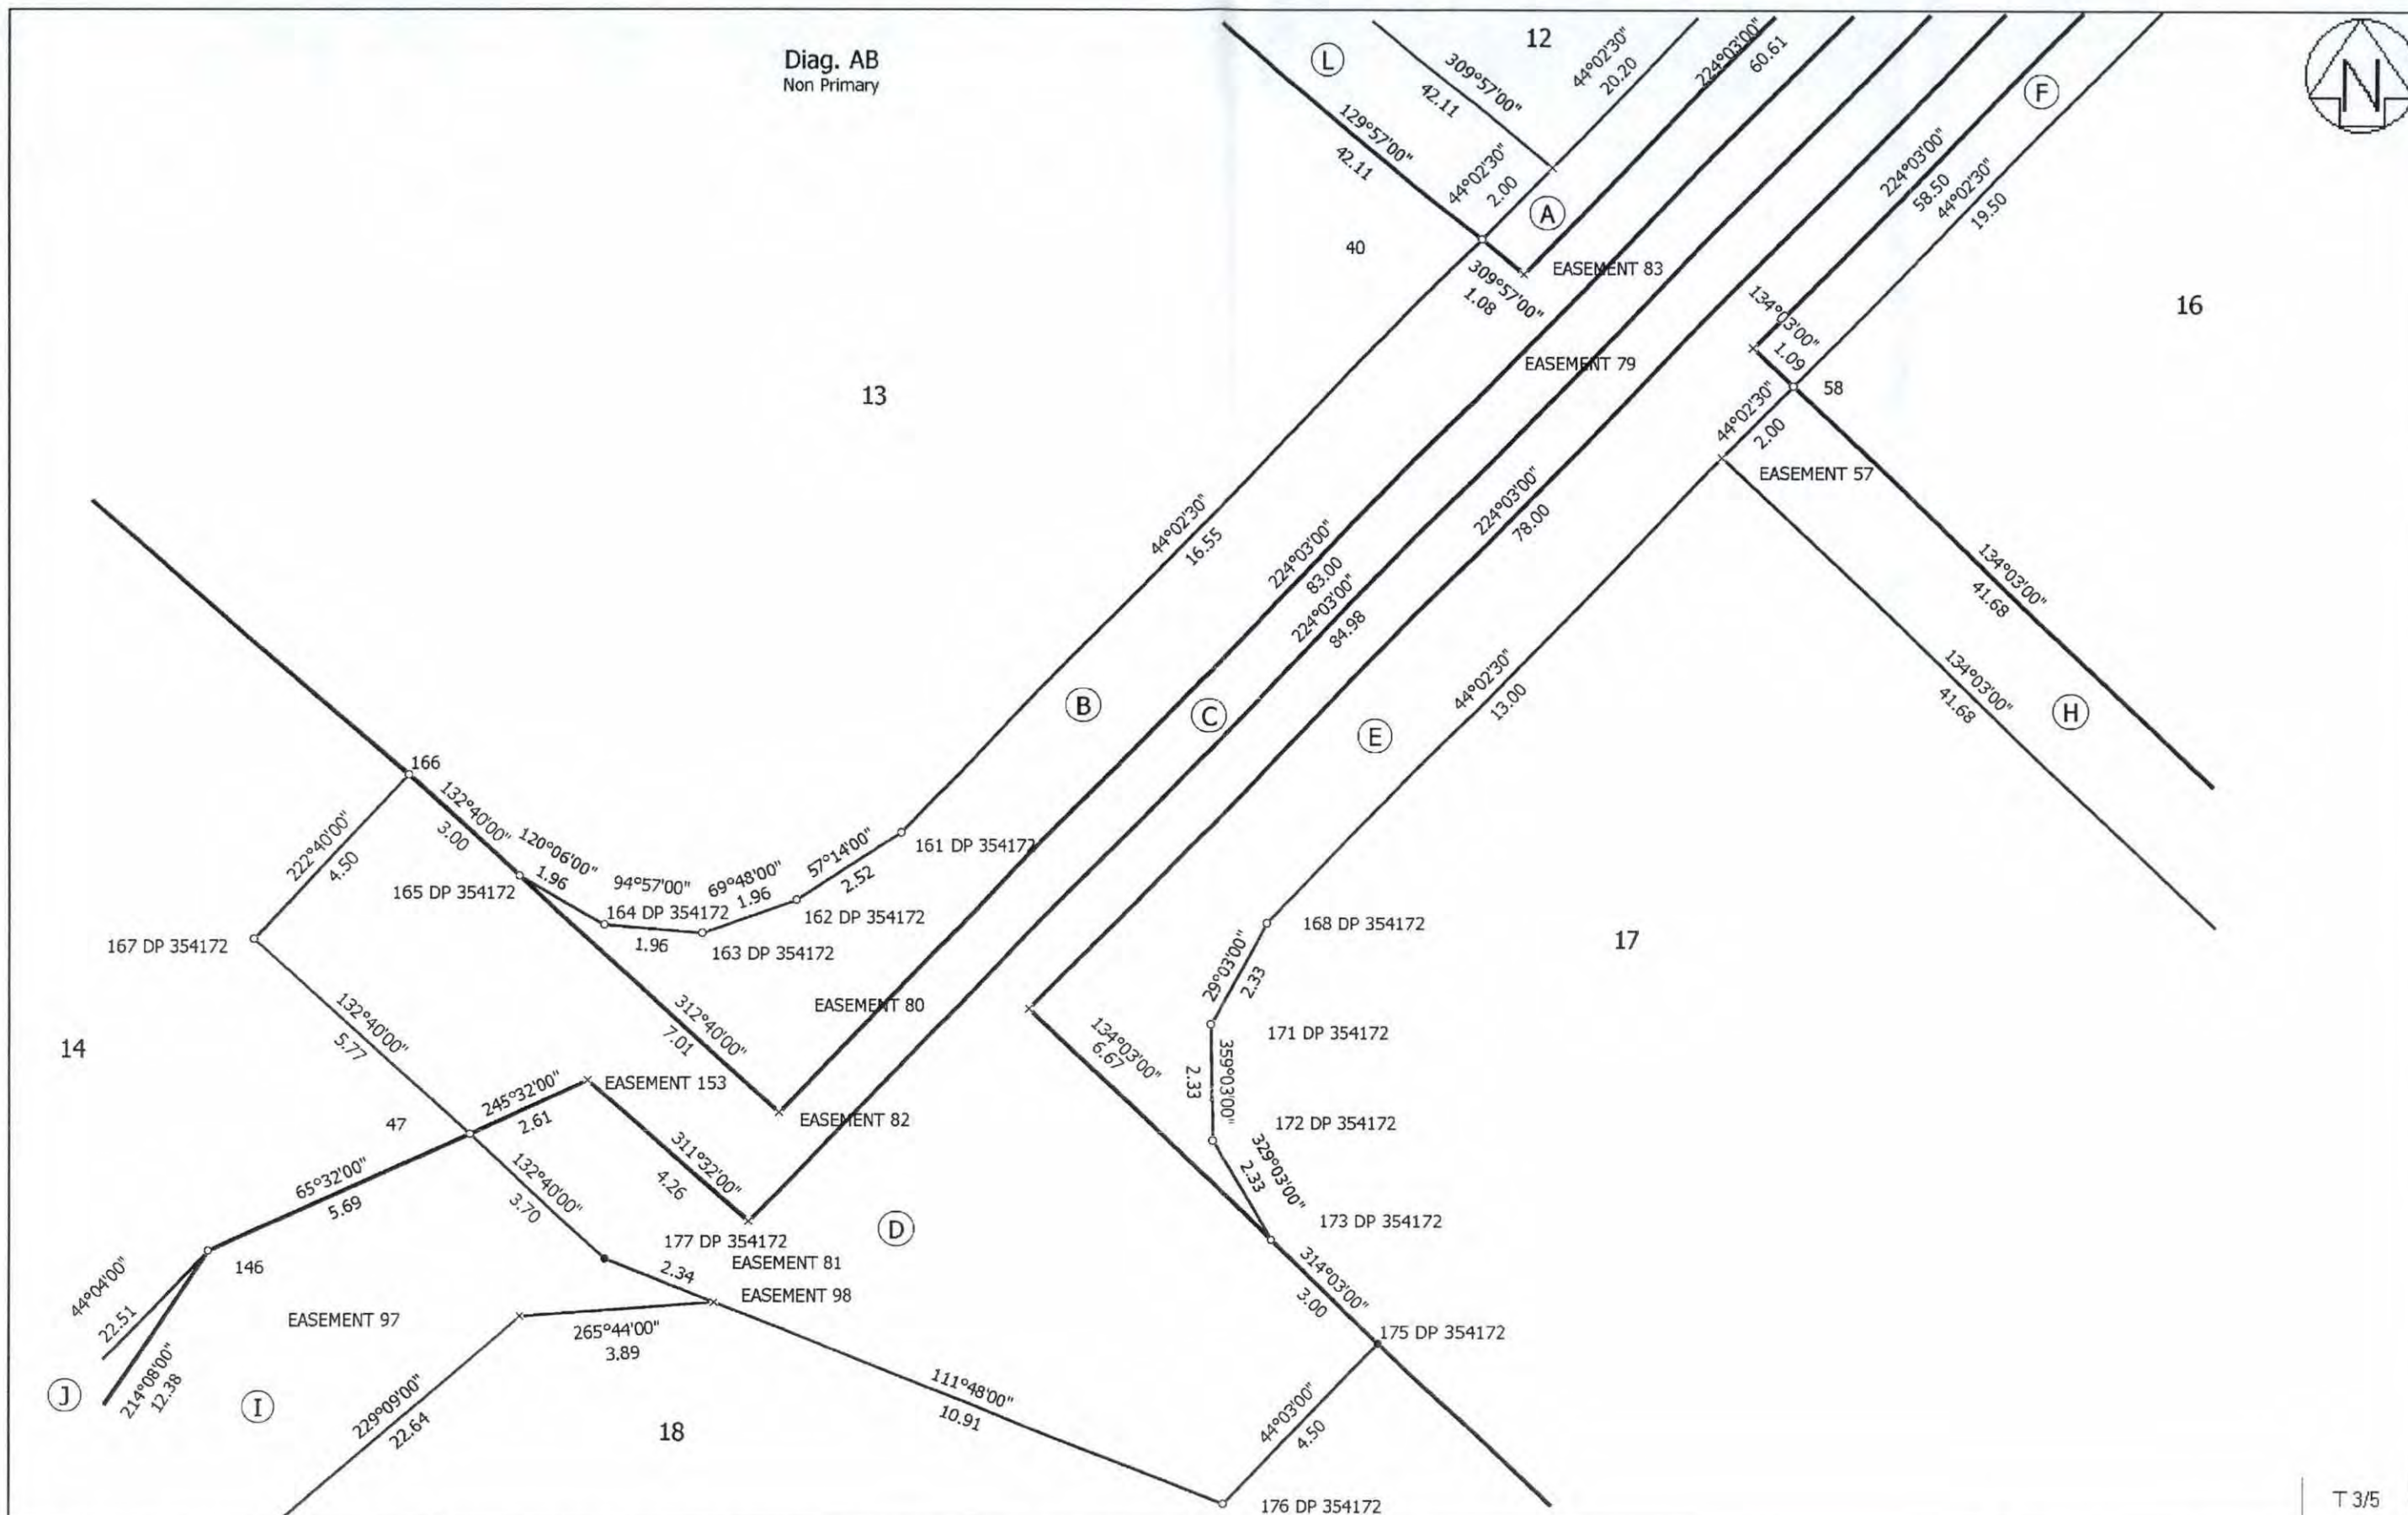 Diag. AB
Non Primary
12
L
309°57'00"
42.11
44°02'30"
20.20
224°03'00"
60.61
F
N
129°57'00"
42.11
44°02'30"
2.00
A
224°03'00"
58.50
44°02'30"
19.50
40
309°57'00"
1.08
EASEMENT 83
16
134°03'00"
1.09
EASEMENT 79
58
13
44°02'30"
2.00
EASEMENT 57
44°02'30"
16.55
224°03'00"
83.00
224°03'00"
84.98
224°03'00"
78.00
134°03'00"
41.68
44°02'30"
13.00
134°03'00"
41.68
B
C
E
H
166
132°40'00"
3.00
222°40'00"
4.50
120°06'00"
1.96
94°57'00"
1.96
69°48'00"
1.96
57°14'00"
2.52
161 DP 354172
165 DP 354172
164 DP 354172
162 DP 354172
163 DP 354172
167 DP 354172
168 DP 354172
17
29°03'00"
2.33
132°40'00"
5.77
312°40'00"
7.01
EASEMENT 80
171 DP 354172
14
134°03'00"
6.67
359°03'00"
2.33
245°32'00"
2.61
EASEMENT 153
47
EASEMENT 82
172 DP 354172
311°32'00"
4.26
329°03'00"
2.33
65°32'00"
5.69
132°40'00"
3.70
D
173 DP 354172
177 DP 354172
EASEMENT 81
146
2.34
EASEMENT 98
314°03'00"
3.00
44°04'00"
22.51
EASEMENT 97
265°44'00"
3.89
175 DP 354172
214°08'00"
12.38
J
I
229°09'00"
22.64
18
111°48'00"
10.91
44°03'00"
4.50
176 DP 354172
T 3/5